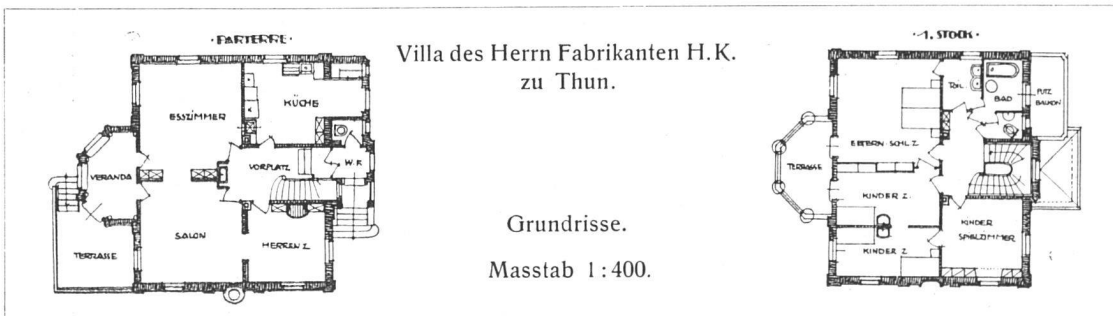 · PARTERRE ·
ESSZIMMER
KÜCHE
VERANDA
VORPLATZ
W. F.
SALON
HERREN Z.
TERRASSE
Villa des Herrn Fabrikanten H. K.
zu Thun.
Grundrisse.
Masstab 1 : 400.
· 1. STOCK ·
TOIL.
BAD
PUTZ
BALKON
TERRASSE
ELTERN - SCHL. Z.
KINDER Z.
KINDER
SPIELZIMMER
KINDER Z.